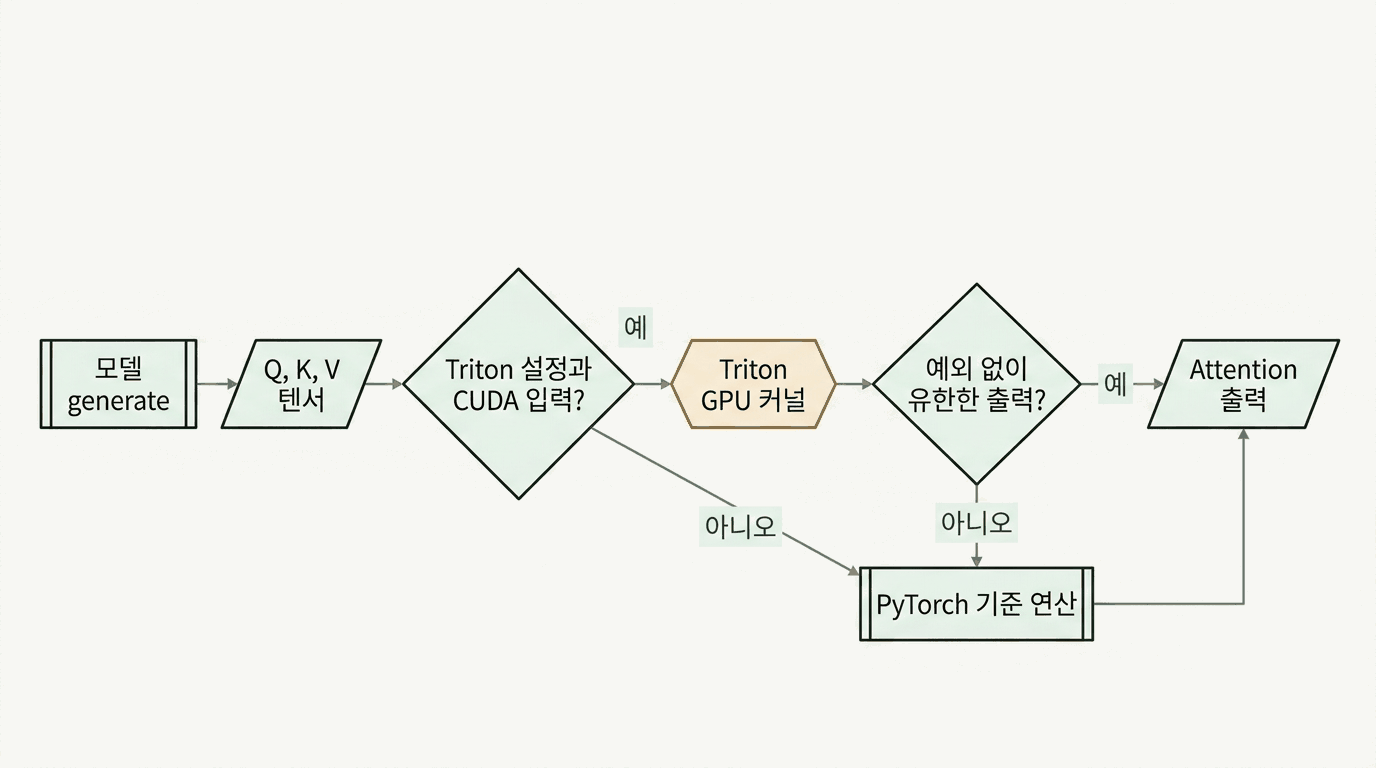 모델
generate
Q, K, V
텐서
Triton 설정과
CUDA 입력?
예
Triton
GPU 커널
예외 없이
유한한 출력?
예
Attention
출력
아니오
아니오
PyTorch 기준 연산